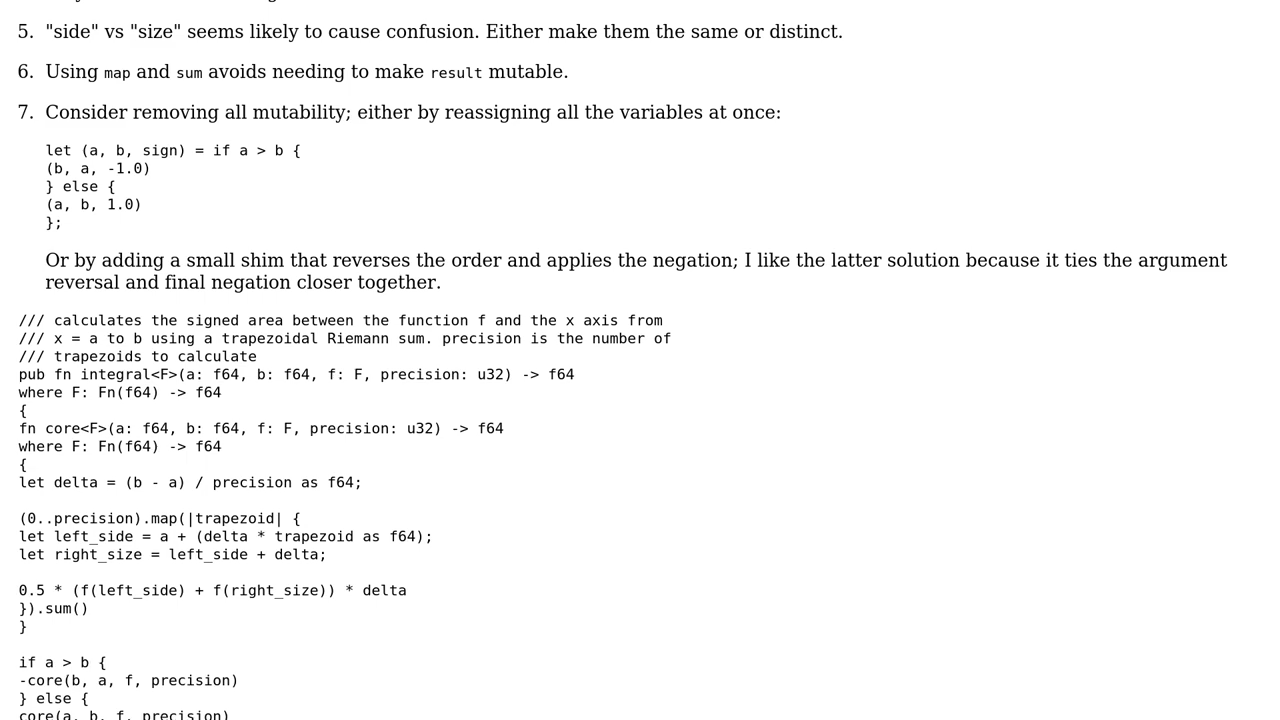 5. "side" vs "size" seems likely to cause confusion. Either make them the same or distinct.
6. Using map and sum avoids needing to make result mutable.
7. Consider removing all mutability; either by reassigning all the variables at once:
let (a, b, sign) = if a > b {
(b, a, -1.0)
} else {
(a, b, 1.0)
};
Or by adding a small shim that reverses the order and applies the negation; I like the latter solution because it ties the argument
reversal and final negation closer together.
/// calculates the signed area between the function f and the x axis from
/// x = a to b using a trapezoidal Riemann sum. precision is the number of
/// trapezoids to calculate
pub fn integral<F>(a: f64, b: f64, f: F, precision: u32) -> f64
where F: Fn(f64) -> f64
{
fn core<F>(a: f64, b: f64, f: F, precision: u32) -> f64
where F: Fn(f64) -> f64
{
let delta = (b - a) / precision as f64;
(0..precision).map(|trapezoid| {
let left_side = a + (delta * trapezoid as f64);
let right_size = left_side + delta;
0.5 * (f(left_side) + f(right_size)) * delta
}).sum()
}
if a > b {
-core(b, a, f, precision)
} else {
core(a, b, f, precision)